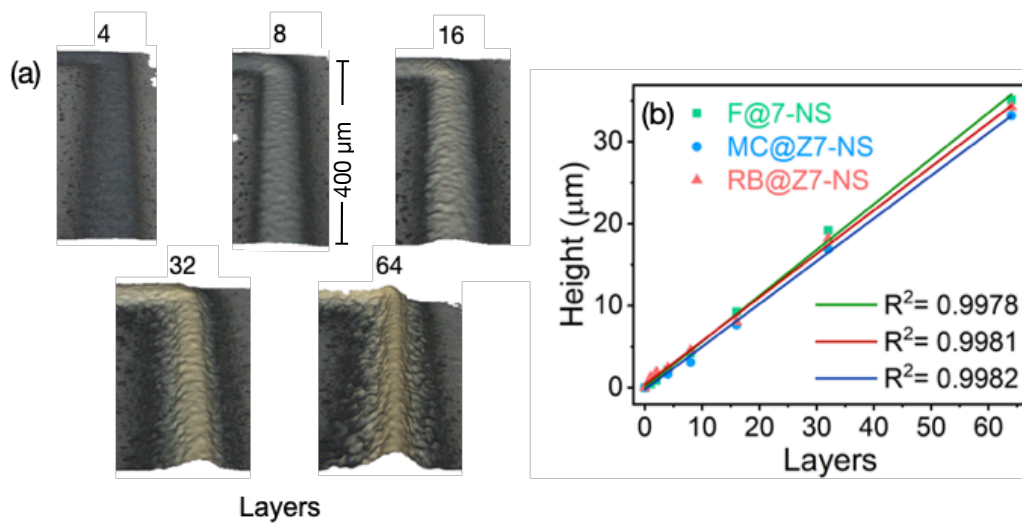 (a)
4
8
16
400 µm
32
64
Layers
(b)
F@7-NS
MC@Z7-NS
RB@Z7-NS
R²= 0.9978
R²= 0.9981
R²= 0.9982
Height (µm)
30
20
10
0
0 10 20 30 40 50 60
Layers